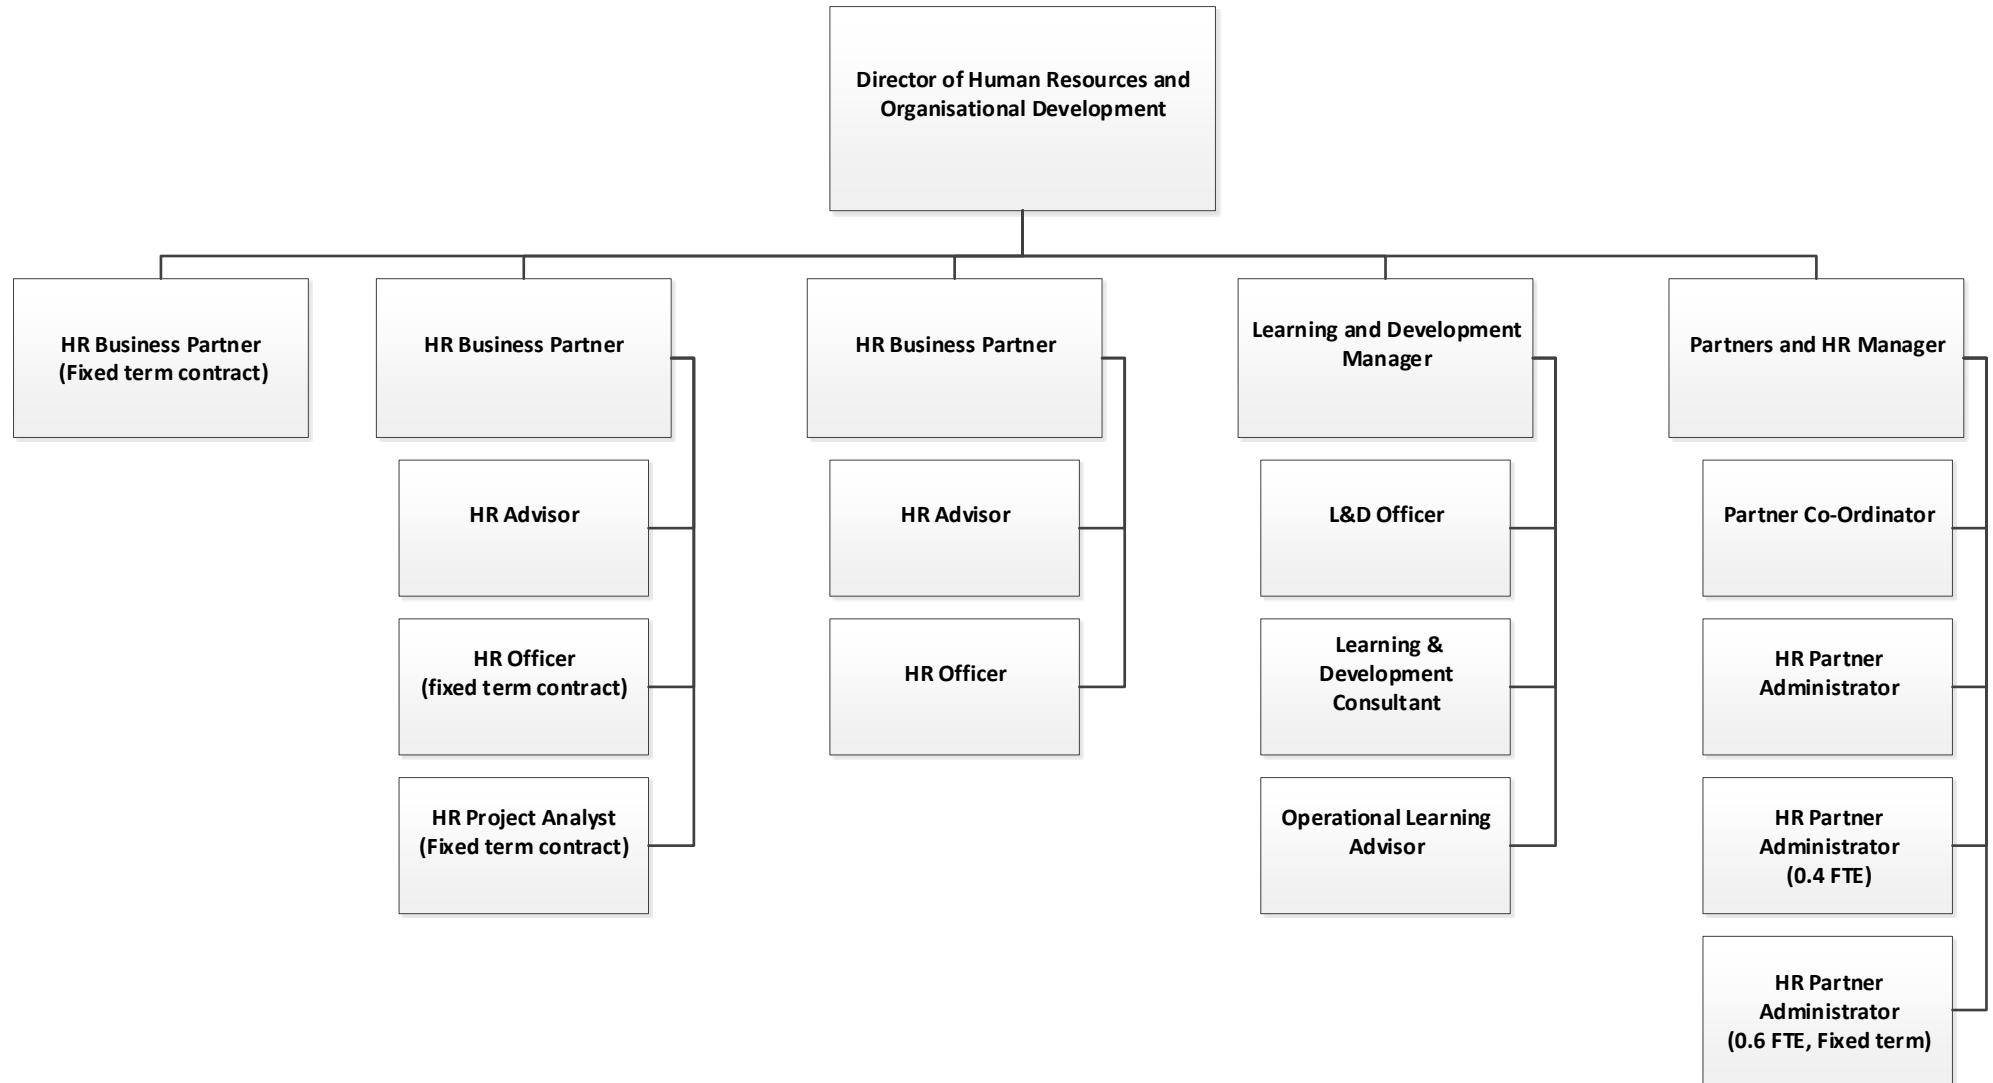 Director of Human Resources and
Organisational Development
HR Business Partner
(Fixed term contract)
HR Business Partner
HR Business Partner
Learning and Development
Manager
Partners and HR Manager
HR Advisor
HR Advisor
L&D Officer
Partner Co-Ordinator
HR Officer
(fixed term contract)
HR Officer
Learning &
Development
Consultant
HR Partner
Administrator
HR Project Analyst
(Fixed term contract)
Operational Learning
Advisor
HR Partner
Administrator
(0.4 FTE)
HR Partner
Administrator
(0.6 FTE, Fixed term)